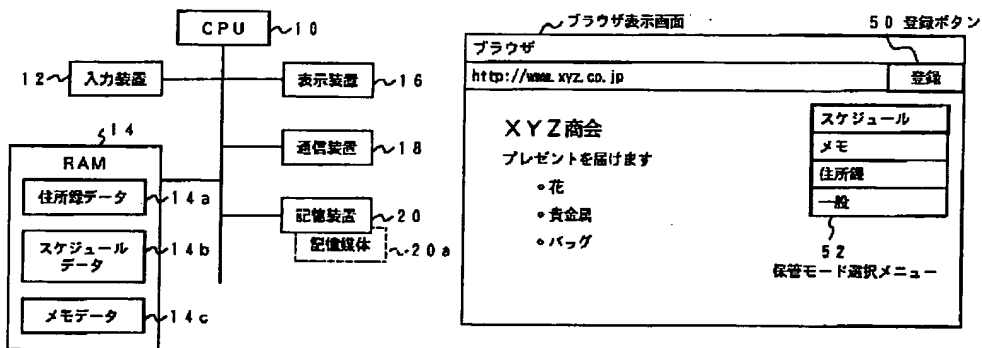 CPU
10
12
入力装置
表示装置
16
14
RAM
住所録データ
14a
スケジュール
データ
14b
メモデータ
14c
通信装置
18
記憶装置
20
記憶媒体
20a
ブラウザ表示画面
50 登録ボタン
ブラウザ
http://www.xyz.co.jp
登録
XYZ商会
プレゼントを届けます
•花
•貴金属
•バッグ
スケジュール
メモ
住所録
一般
52
保管モード選択メニュー